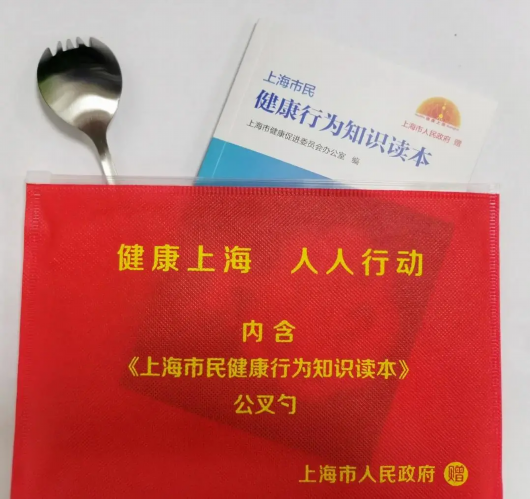 上海市民
健康行为知识读本
上海市人民政府 赠
上海市健康促进委员会办公室 编
健康上海 人人行动
内含
《上海市民健康行为知识读本》
公叉勺
上海市人民政府 赠